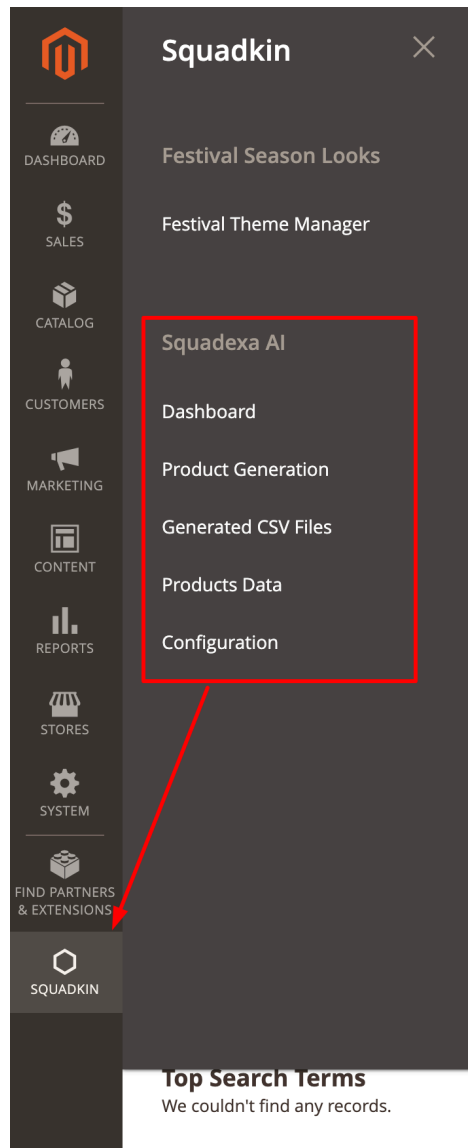 Squadkin
DASHBOARD
SALES
CATALOG
CUSTOMERS
MARKETING
CONTENT
REPORTS
STORES
SYSTEM
FIND PARTNERS
& EXTENSIONS
SQUADKIN
Festival Season Looks
Festival Theme Manager
Squadexa AI
Dashboard
Product Generation
Generated CSV Files
Products Data
Configuration
Top Search Terms
We couldn't find any records.